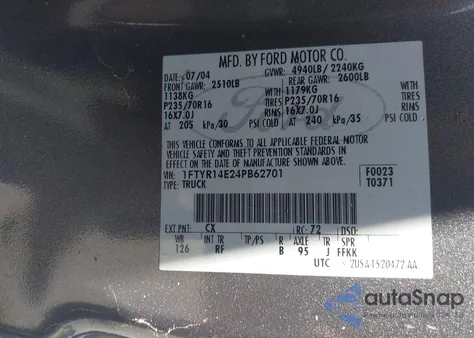 MFD. BY FORD MOTOR CO.
DATE: 07/04 GVWR: 4940LB/ 2240KG
FRONT GAWR: 2510LB REAR GAWR: 2600LB
1138KG WITH 1179KG WITH
P235/70R16 TIRES P235/70R16 TIRES
16X7.0J RIMS 16X7.0J RIMS
AT 205 kPa/30 PSI COLD AT 240 kPa/35 PSI COLD
THIS VEHICLE CONFORMS TO ALL APPLICABLE FEDERAL MOTOR
VEHICLE SAFETY AND THEFT PREVENTION STANDARDS IN EFFECT ON
THE DATE OF MANUFACTURE SHOWN ABOVE.
VIN: 1FTYR14E24PB62701 F0023
TYPE: TRUCK T0371
EXT PNT: CX RC: 72 DSO:
WB INT TR TP/PS R AXLE TR SPR
126 RF B 95 J FFKK
UTC
Ford
autoSnap